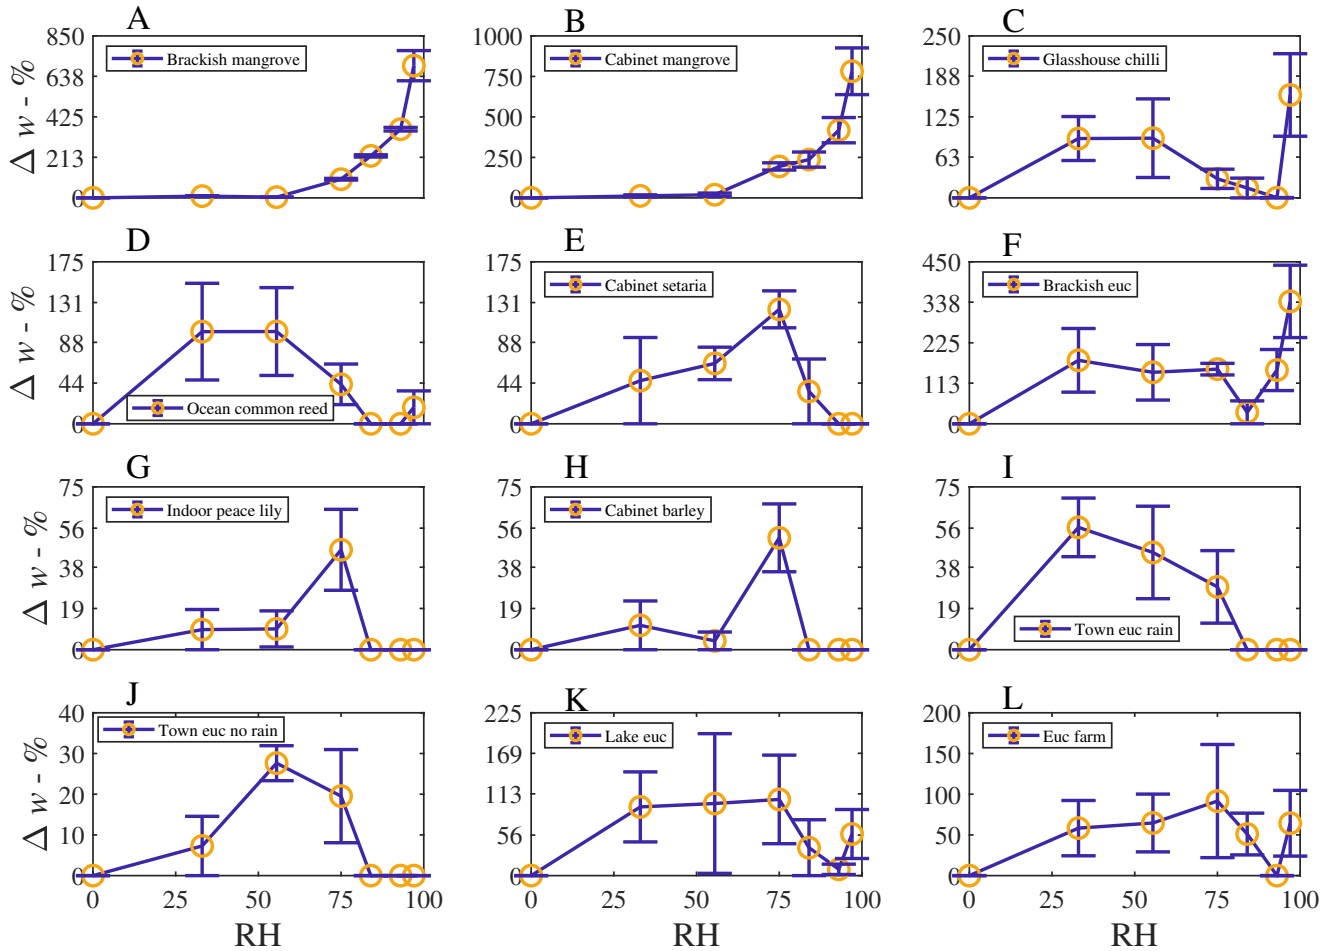 A B C
850 1000 250
Brackish mangrove Cabinet mangrove Glasshouse chilli
638 750 188
Δ w - % 425 500 125
213 250 63
0 0 0
D E F
175 175 450
Cabinet setaria Brackish euc
131 131 338
Δ w - % 88 88 225
44 44 113
Ocean common reed
0 0 0
G H I
75 75 75
Indoor peace lily Cabinet barley
56 56 56
Δ w - % 38 38 38
19 19 19
Town euc rain
0 0 0
J K L
40 225 200
Town euc no rain Lake euc Euc farm
30 169 150
Δ w - % 20 113 100
10 56 50
0 0 0
0 25 50 75 100 0 25 50 75 100 0 25 50 75 100
RH RH RH